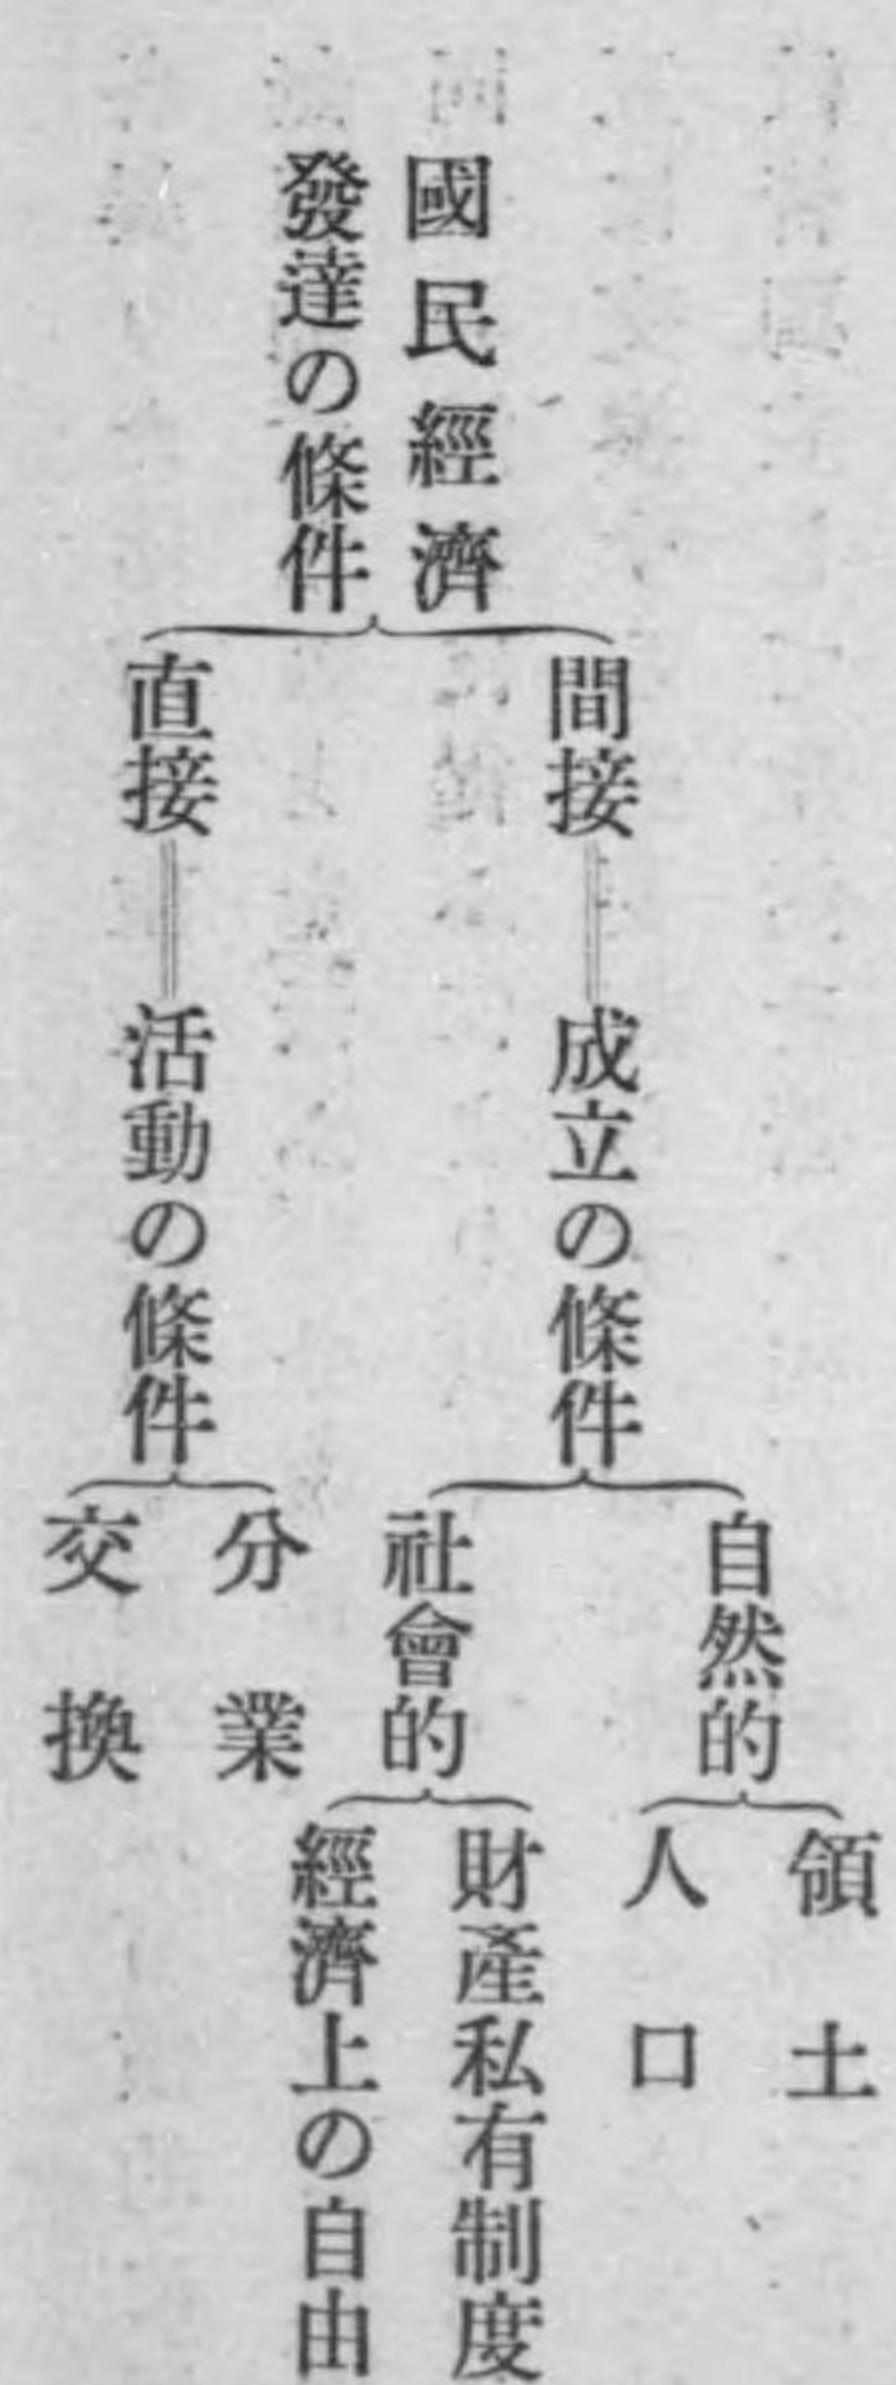 國民經濟
發達の條件
間接
成立の條件
自然的
領土
人口
社會的
財產私有制度
經濟上の自由
直接
活動の條件
分業
交換